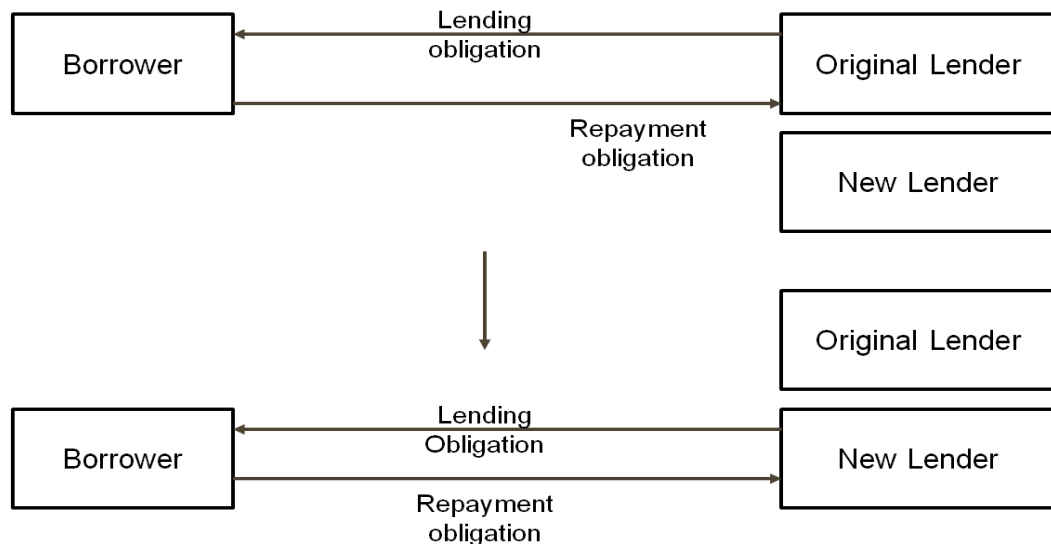 Lending
obligation
Borrower
Original Lender
Repayment
obligation
New Lender
Original Lender
Lending
Obligation
Borrower
New Lender
Repayment
obligation